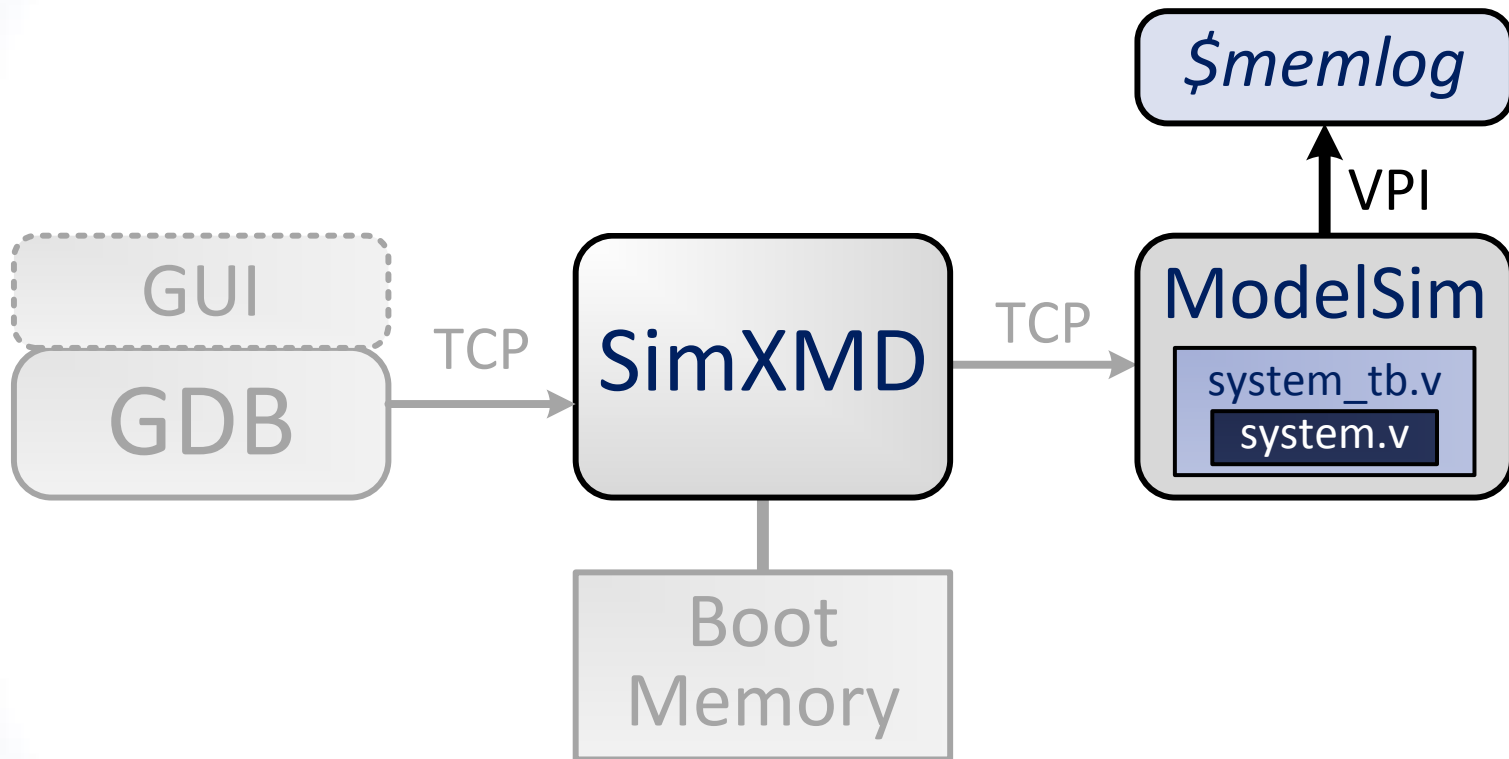 $memlog
VPI
GUI
GDB
TCP
SimXMD
TCP
ModelSim
system_tb.v
system.v
Boot
Memory